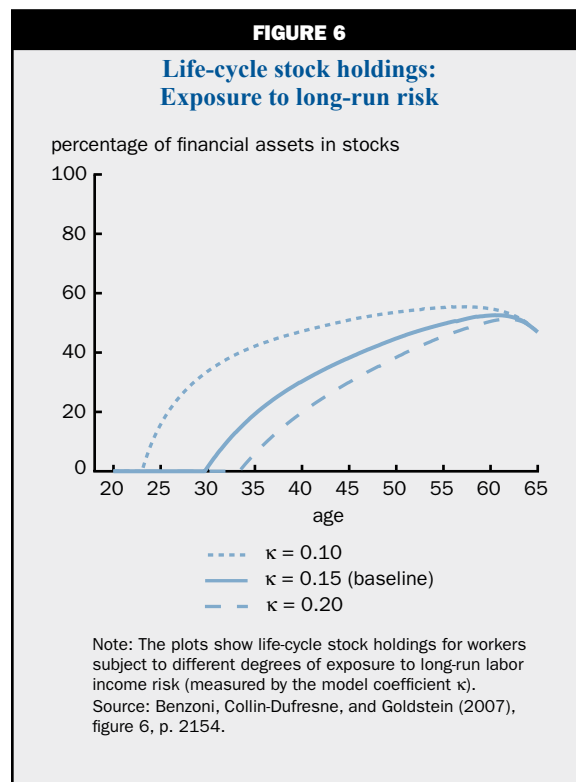 FIGURE 6
Life-cycle stock holdings:
Exposure to long-run risk
percentage of financial assets in stocks
100
80
60
40
20
0
20 25 30 35 40 45 50 55 60 65
age
κ = 0.10
κ = 0.15 (baseline)
κ = 0.20
Note: The plots show life-cycle stock holdings for workers
subject to different degrees of exposure to long-run labor
income risk (measured by the model coefficient κ).
Source: Benzoni, Collin-Dufresne, and Goldstein (2007),
figure 6, p. 2154.